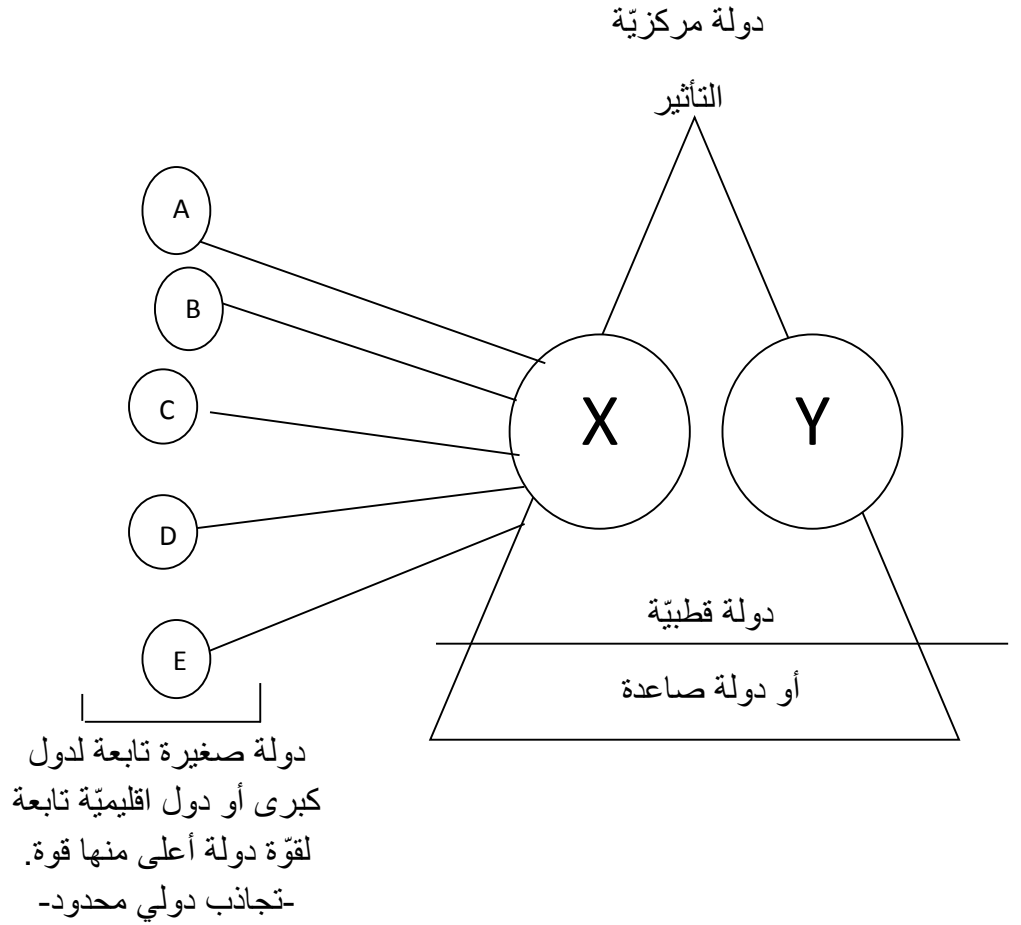 دولة مركزيّة
التأثير
A
B
X
Y
C
D
E
دولة قطبيّة
أو دولة صاعدة
دولة صغيرة تابعة لدول
كبرى أو دول اقليميّة تابعة
لقوّة دولة أعلى منها قوة.
-تجاذب دولي محدود-